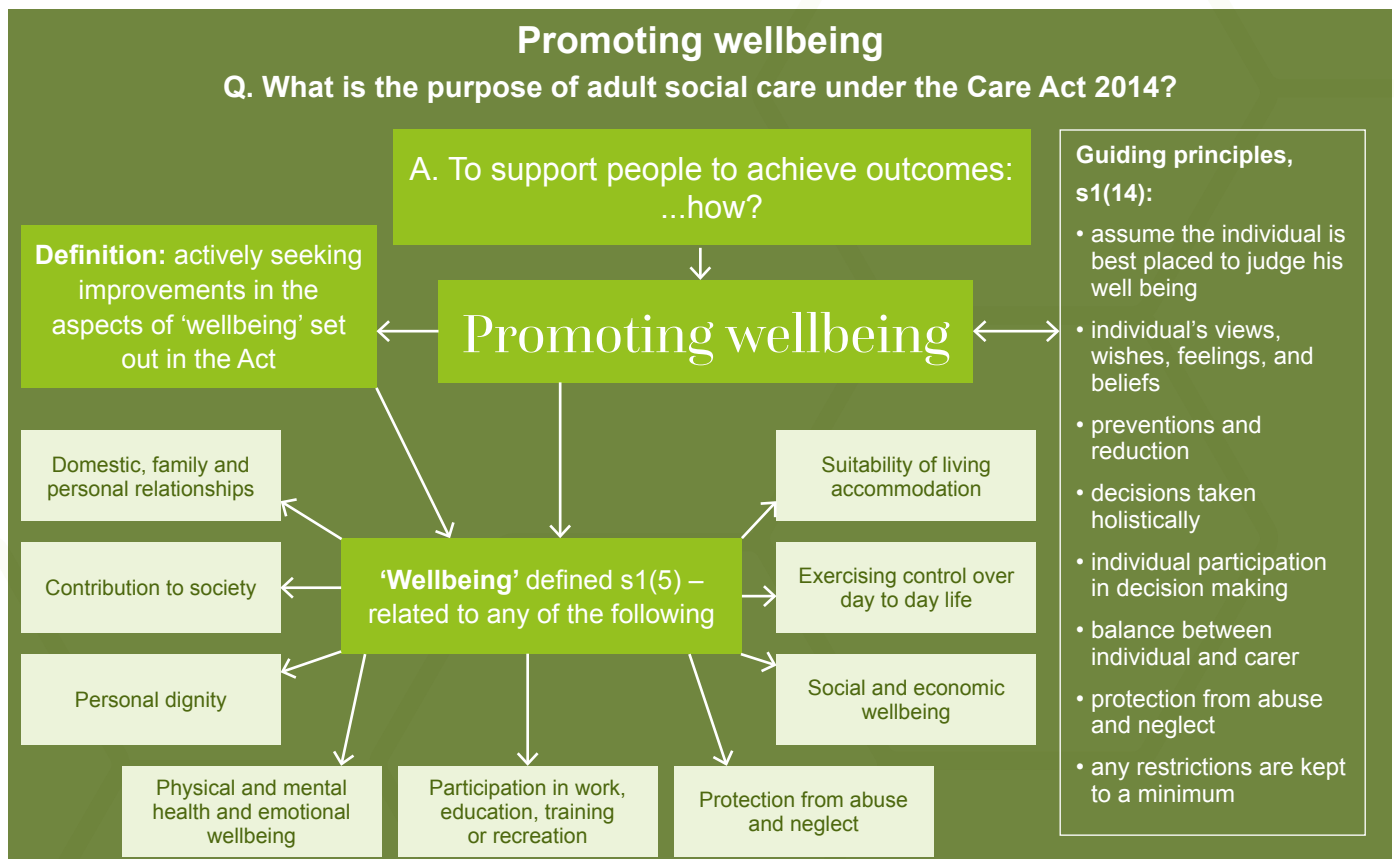 Promoting wellbeing
Q. What is the purpose of adult social care under the Care Act 2014?
A. To support people to achieve outcomes:
...how?
Definition: actively seeking
improvements in the
aspects of ‘wellbeing’ set
out in the Act
Promoting wellbeing
Guiding principles,
s1(14):
• assume the individual is
best placed to judge his
well being
• individual’s views,
wishes, feelings, and
beliefs
• preventions and
reduction
• decisions taken
holistically
• individual participation
in decision making
• balance between
individual and carer
• protection from abuse
and neglect
• any restrictions are kept
to a minimum
‘Wellbeing’ defined s1(5) –
related to any of the following
Domestic, family and
personal relationships
Contribution to society
Personal dignity
Physical and mental
health and emotional
wellbeing
Participation in work,
education, training
or recreation
Protection from abuse
and neglect
Suitability of living
accommodation
Exercising control over
day to day life
Social and economic
wellbeing